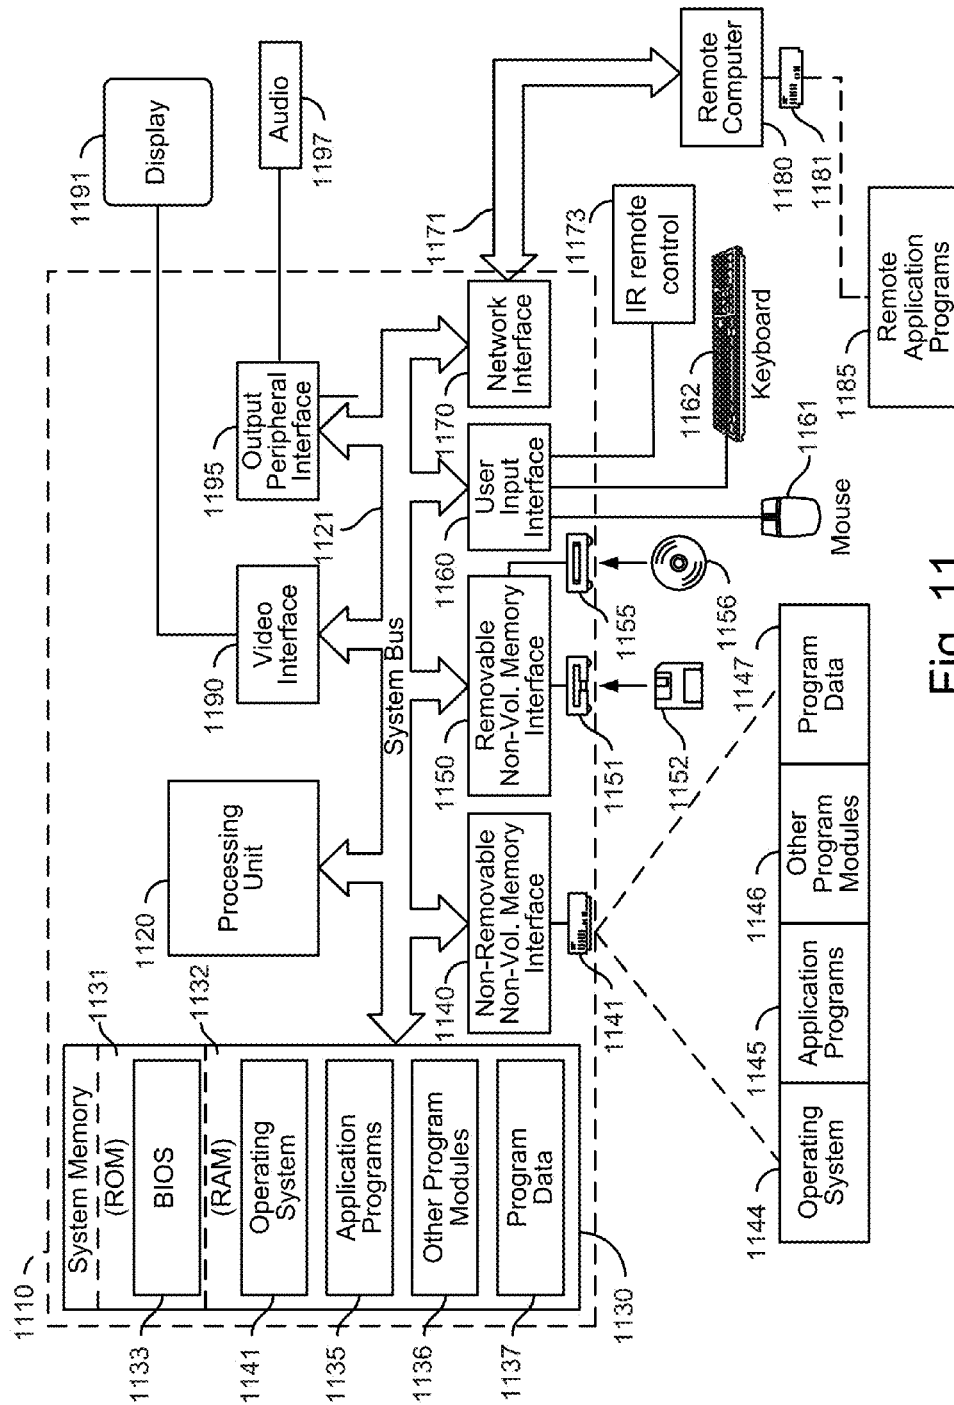 1110
System Memory
(ROM)
1131
BIOS
1133
(RAM)
1132
Operating
System
1141
Application
Programs
1135
Other Program
Modules
1136
Program
Data
1137
1130
1120
Processing
Unit
1190
Video
Interface
1121
1195
Output
Peripheral
Interface
1191
Display
Audio
1197
System Bus
1140
Non-Removable
Non-Vol. Memory
Interface
1150
Removable
Non-Vol. Memory
Interface
1160
User
Input
Interface
1170
Network
Interface
1171
1141
1151
1155
1152
1156
IR remote
control
1173
1162
Keyboard
1161
Mouse
Remote
Computer
1180
1181
1185
Remote
Application
Programs
1144
Operating
System
1145
Application
Programs
1146
Other
Program
Modules
1147
Program
Data
Fig. 11